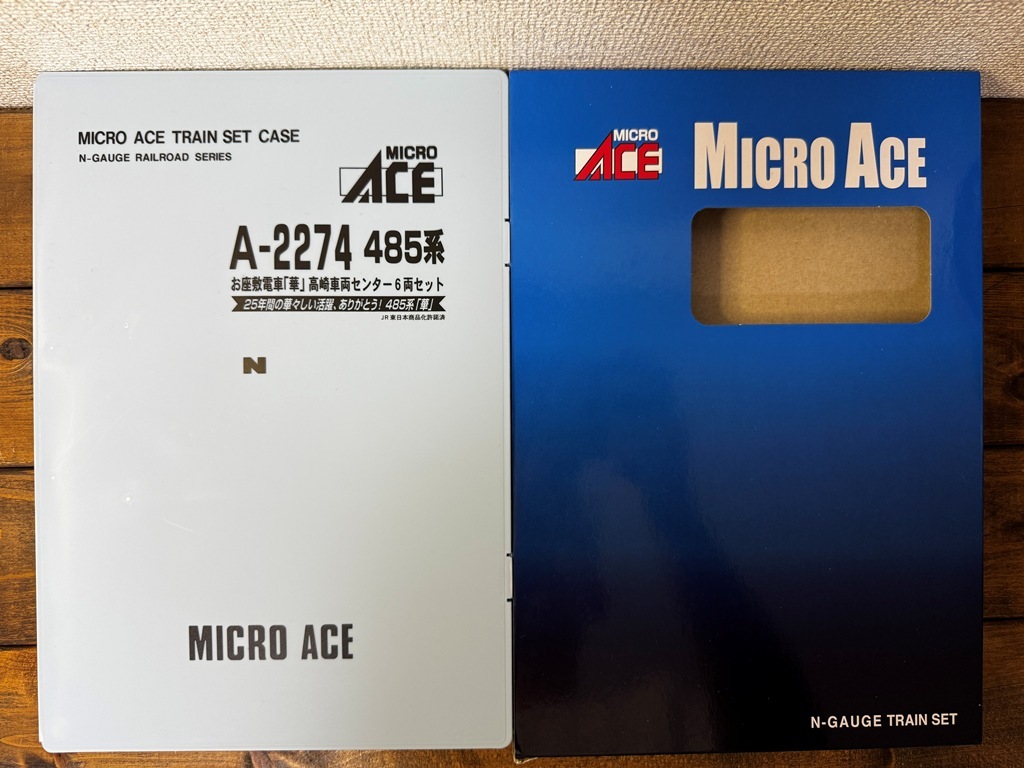 MICRO ACE TRAIN SET CASE
N-GAUGE RAILROAD SERIES
MICRO
ACE
A-2274 485系
お座敷電車｢華｣ 高崎車両センター 6両セット
25年間の華々しい活躍、ありがとう! 485系｢華｣
JR東日本商品化許諾済
N
MICRO ACE
MICRO
ACE
MICRO ACE
N-GAUGE TRAIN SET